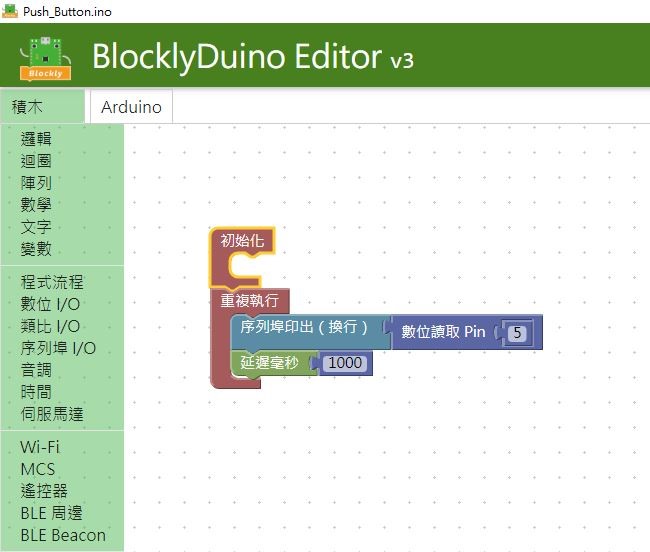 Push_Button.ino
Blockly
BlocklyDuino Editor v3
積木
Arduino
邏輯
迴圈
陣列
數學
文字
變數
程式流程
數位 I/O
類比 I/O
序列埠 I/O
音調
時間
伺服馬達
Wi-Fi
MCS
遙控器
BLE 周邊
BLE Beacon
初始化
重複執行
序列埠印出（換行） 數位讀取 Pin 5
延遲毫秒 1000